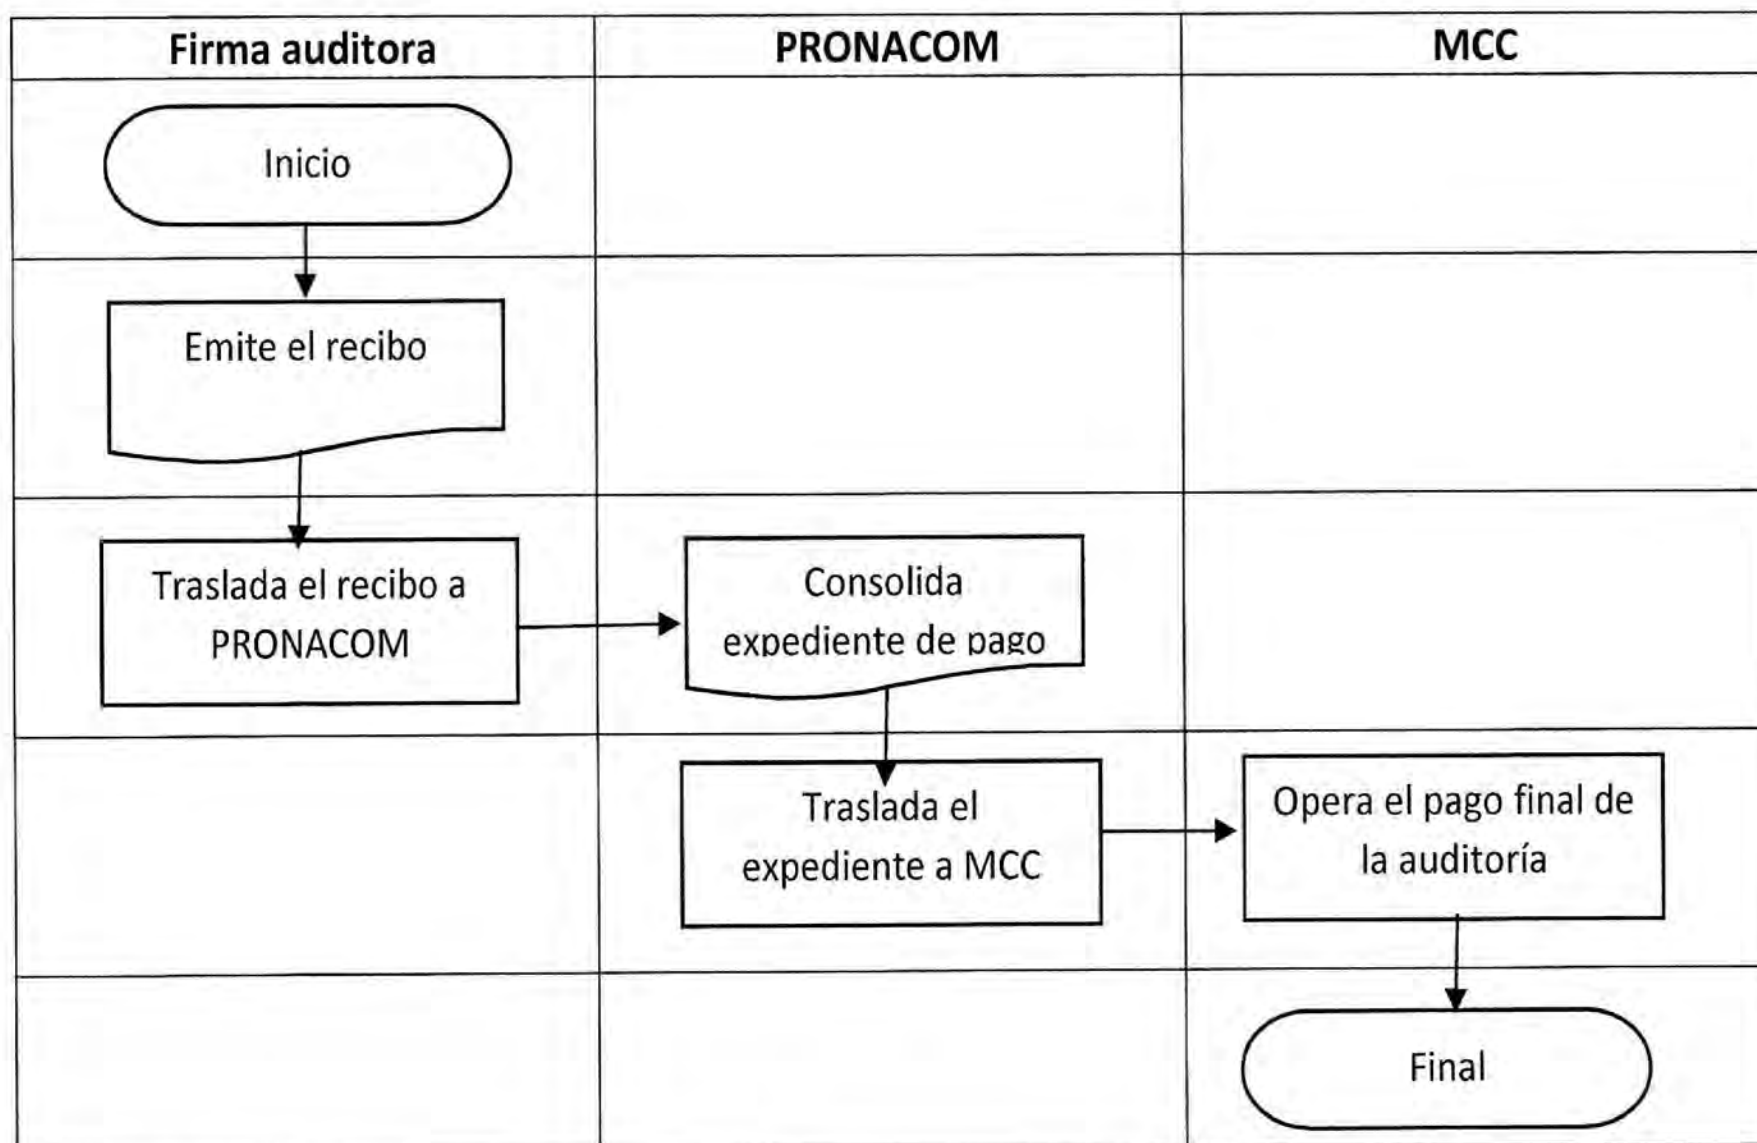 Firma auditora
PRONACOM
MCC
Inicio
Emite el recibo
Traslada el recibo a
PRONACOM
Consolida
expediente de pago
Traslada el
expediente a MCC
Opera el pago final de
la auditoría
Final